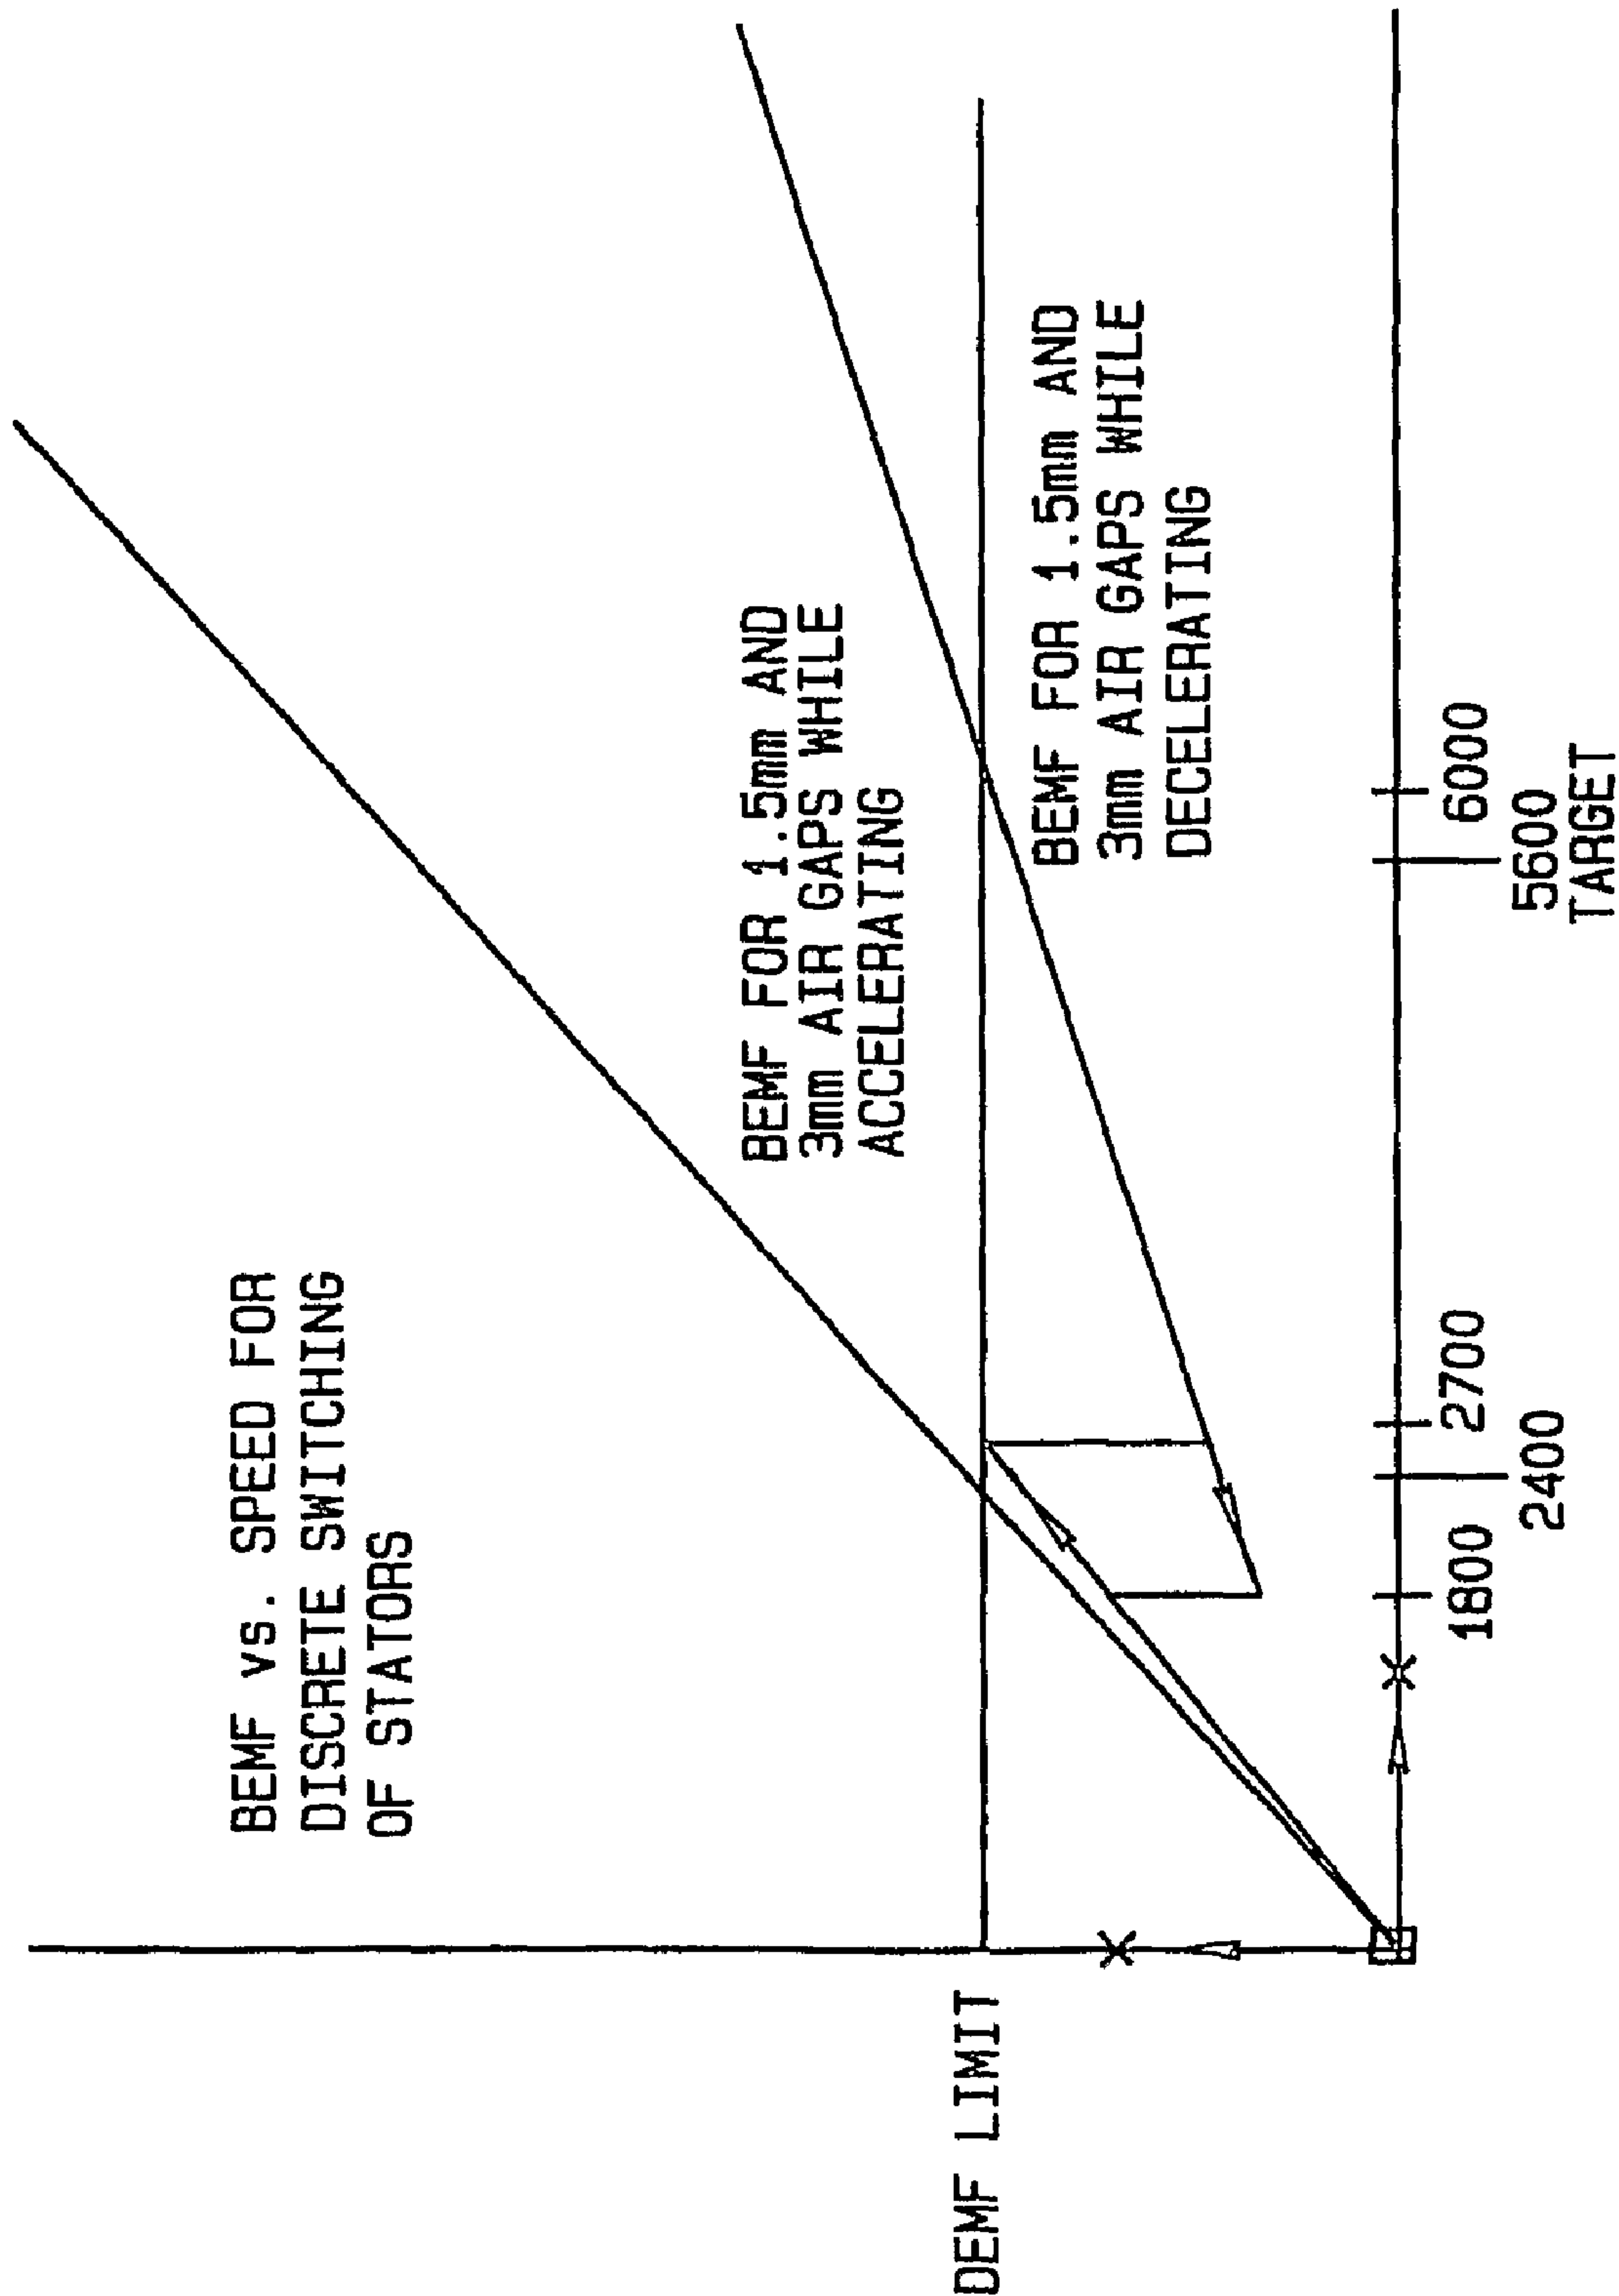 BEMF vs. SPEED FOR
DISCRETE SWITCHING
OF STATORS
BEMF FOR 1.5mm AND
3mm AIR GAPS WHILE
ACCELERATING
DEMF LIMIT
BEMF FOR 1.5mm AND
3mm AIR GAPS WHILE
DECELERATING
1800
2700
6000
2400
5600
TARGET